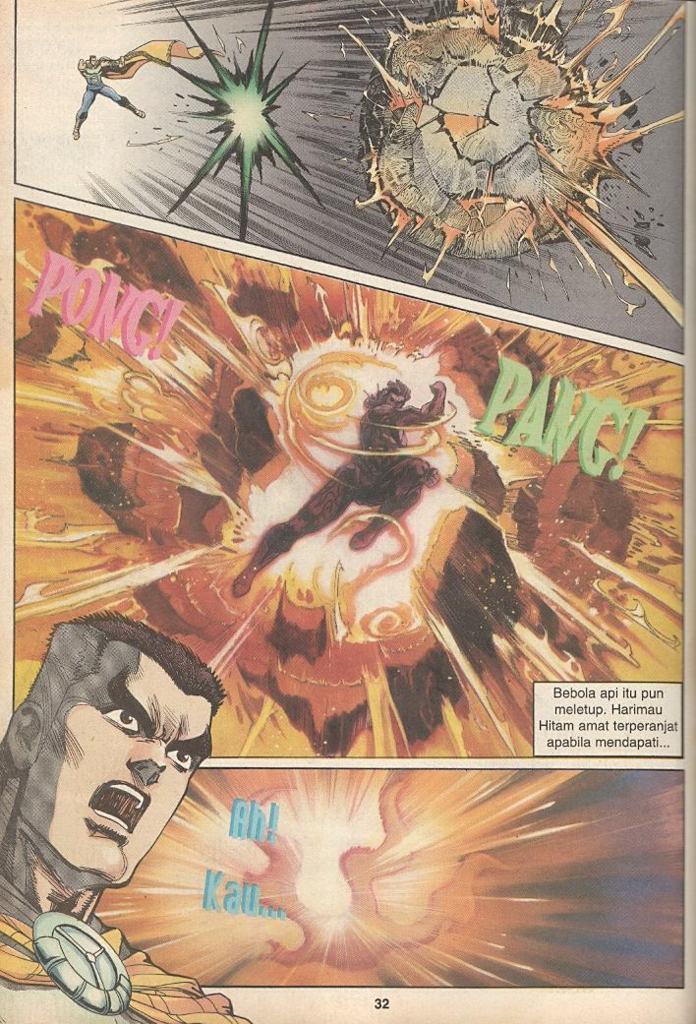 PONG!
PANG!
Bebola api itu pun
meletup. Harimau
Hitam amat terperanjat
apabila mendapati...
Ah!
Kau...
32